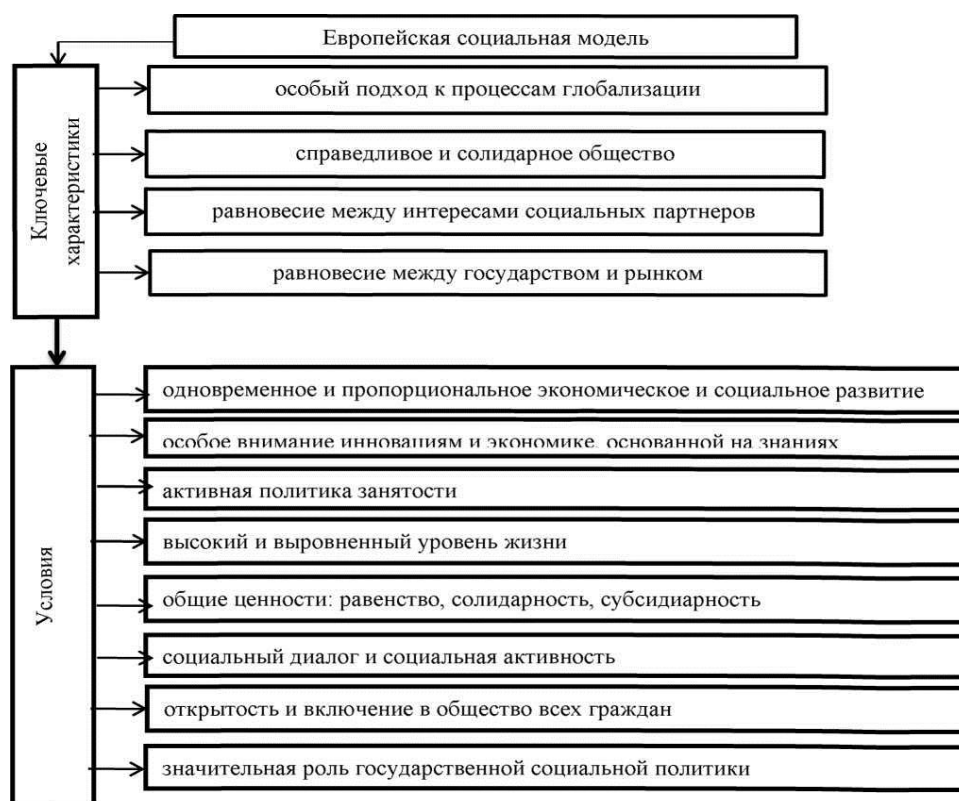 Европейская социальная модель
Ключевые
характеристики
особый подход к процессам глобализации
справедливое и солидарное общество
равновесие между интересами социальных партнеров
равновесие между государством и рынком
Условия
одновременное и пропорциональное экономическое и социальное развитие
особое внимание инновациям и экономике, основанной на знаниях
активная политика занятости
высокий и выровненный уровень жизни
общие ценности: равенство, солидарность, субсидиарность
социальный диалог и социальная активность
открытость и включение в общество всех граждан
значительная роль государственной социальной политики